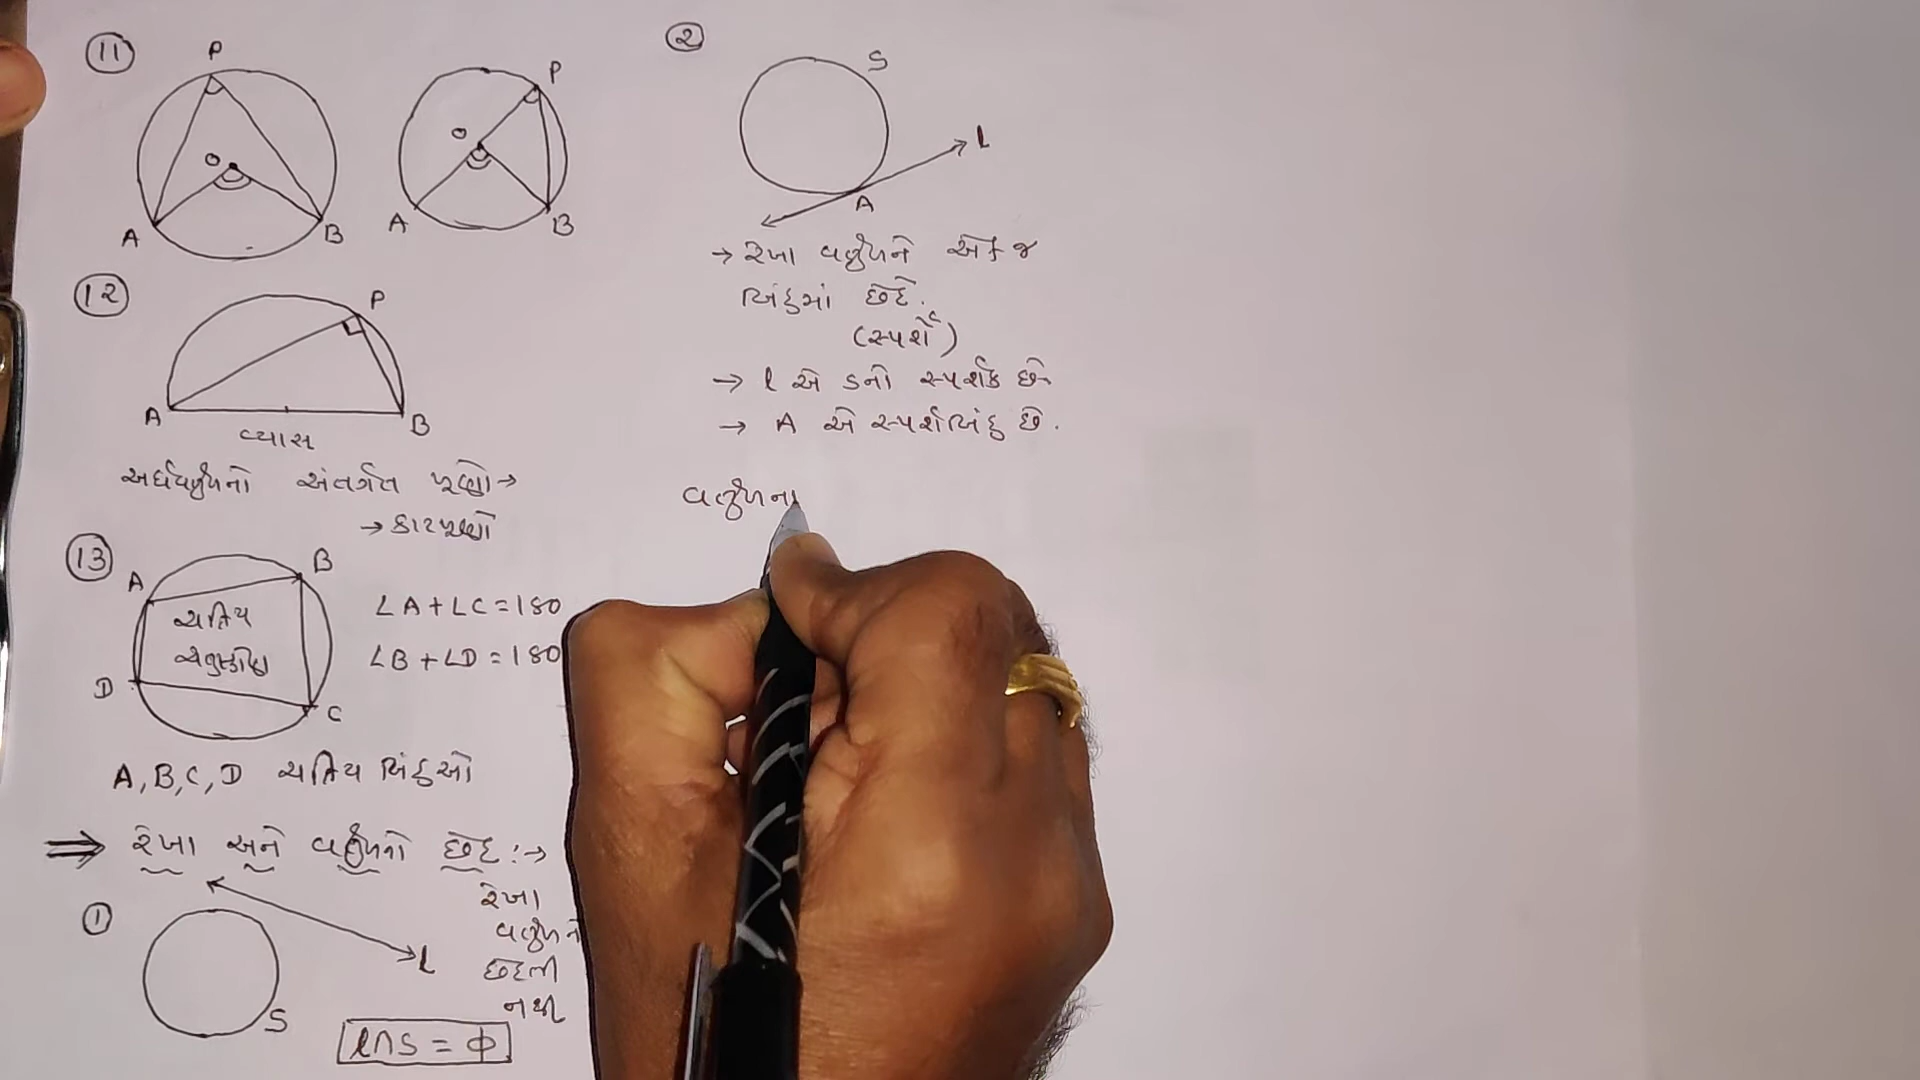 11
P
O
A
B
P
O
A
B
12
P
A
B
વ્યાસ
અર્ધવર્તુળનો અંતર્ગત ખૂણો →
→ કાટખૂણો
13
A
B
ચક્રિય
ચતુષ્કોણ
D
C
∠A+∠C=180
∠B+∠D=180
A, B, C, D ચક્રિય બિંદુઓ
⇒ રેખા અને વર્તુળનો છેદ :→
1
l
S
રેખા
વર્તુળને
છેદતી
નથી
l∩S = ф
2
S
l
A
→ રેખા વર્તુળને એક જ
બિંદુમાં છેદે.
(સ્પર્શે)
→ l એ Sનો સ્પર્શક છે
→ A એ સ્પર્શબિંદુ છે.
વર્તુળના